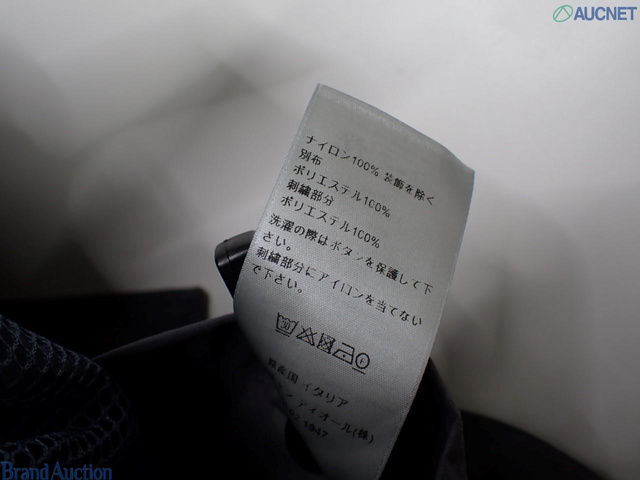 AUCNET
ナイロン100% 装飾を除く
別布
ポリエステル100%
刺繍部分
ポリエステル100%
洗濯の際はボタンを保護して下
さい。
刺繍部分にアイロンを当てない
で下さい。
イタリア
ディオール(株)
1947
Brand Auction